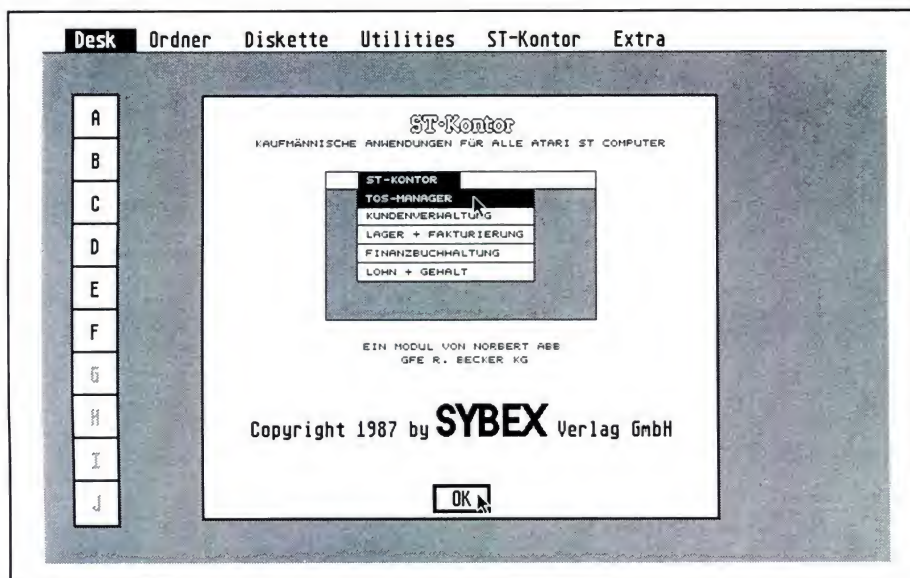 Desk Ordner Diskette Utilities ST-Kontor Extra
A
B
C
D
E
F
G
H
I
J
ST-Kontor
KAUFMÄNNISCHE ANWENDUNGEN FÜR ALLE ATARI ST COMPUTER
ST-KONTOR
TOS-MANAGER
KUNDENVERWALTUNG
LAGER + FAKTURIERUNG
FINANZBUCHHALTUNG
LOHN + GEHALT
EIN MODUL VON NORBERT ABB
GFE R. BECKER KG
Copyright 1987 by SYBEX Verlag GmbH
OK